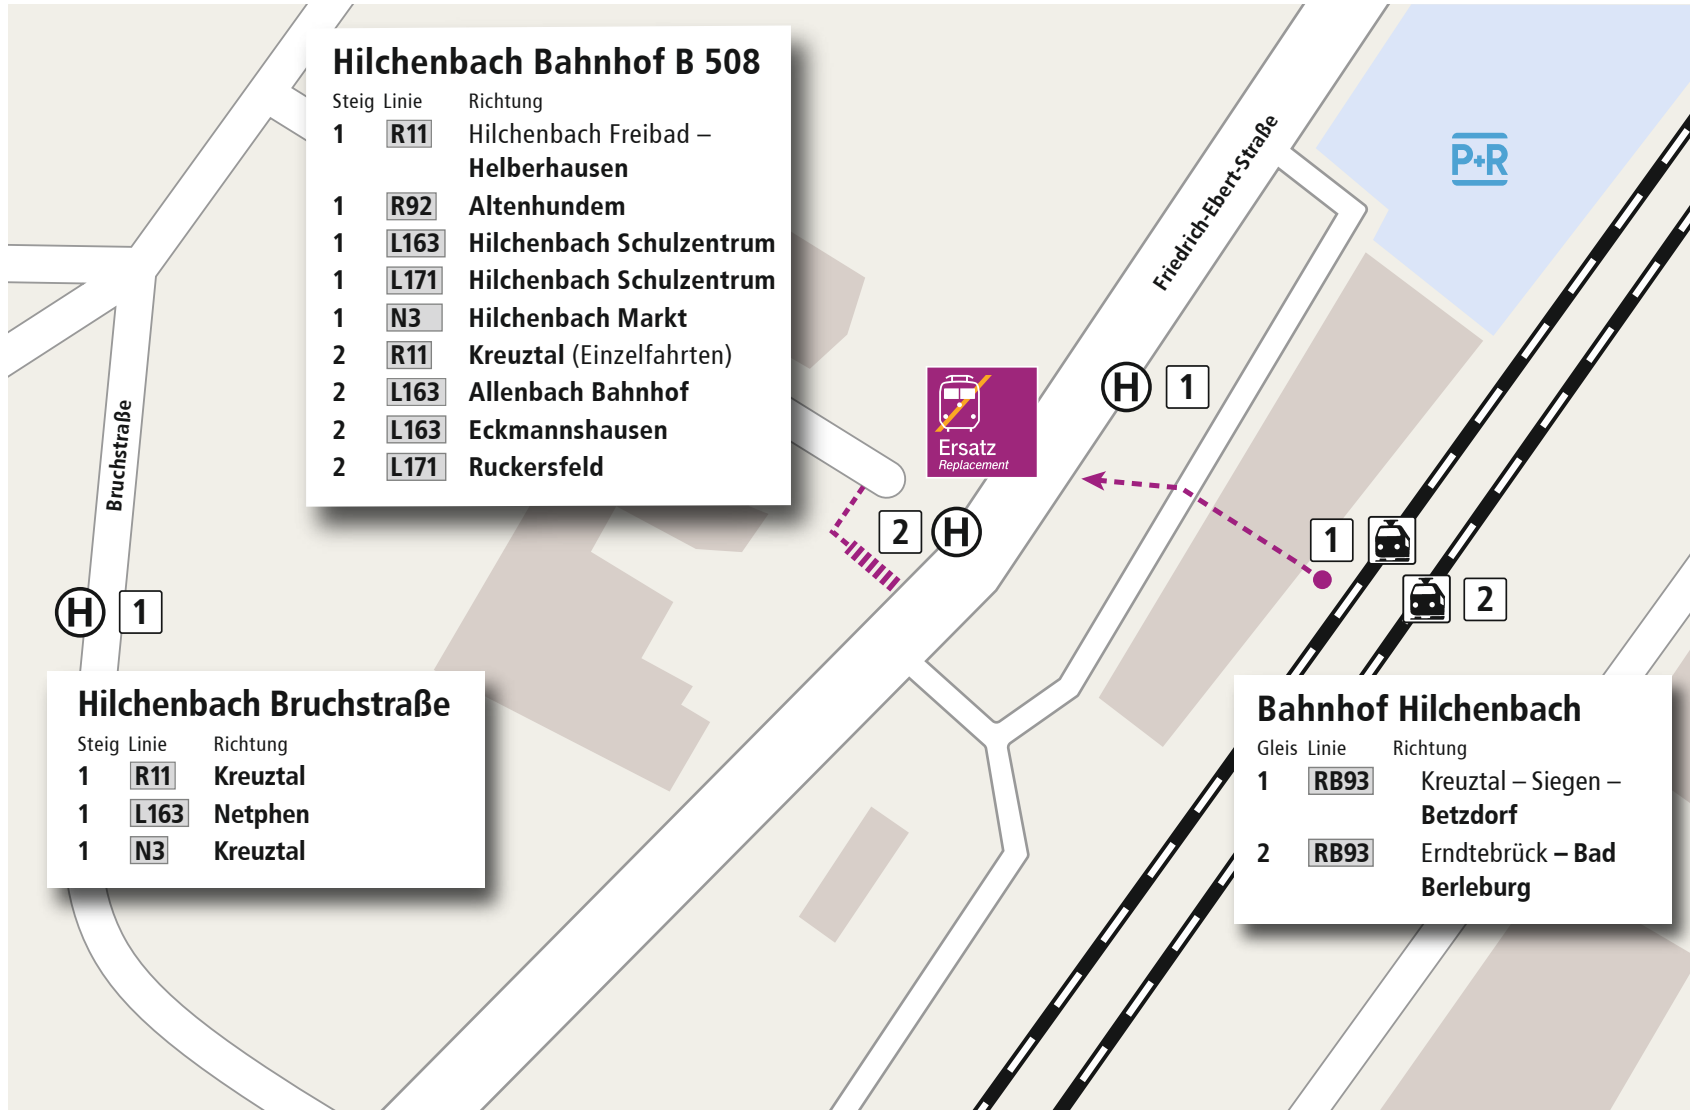 Hilchenbach Bahnhof B 508
Steig Linie Richtung
1 R11 Hilchenbach Freibad –
Helberhausen
1 R92 Altenhundem
1 L163 Hilchenbach Schulzentrum
1 L171 Hilchenbach Schulzentrum
1 N3 Hilchenbach Markt
2 R11 Kreuztal (Einzelfahrten)
2 L163 Allenbach Bahnhof
2 L163 Eckmannshausen
2 L171 Ruckersfeld
P+R
Friedrich-Ebert-Straße
H 1
Ersatz
Replacement
2 H
1
2
Bruchstraße
H 1
Hilchenbach Bruchstraße
Steig Linie Richtung
1 R11 Kreuztal
1 L163 Netphen
1 N3 Kreuztal
Bahnhof Hilchenbach
Gleis Linie Richtung
1 RB93 Kreuztal – Siegen –
Betzdorf
2 RB93 Erndtebrück – Bad
Berleburg